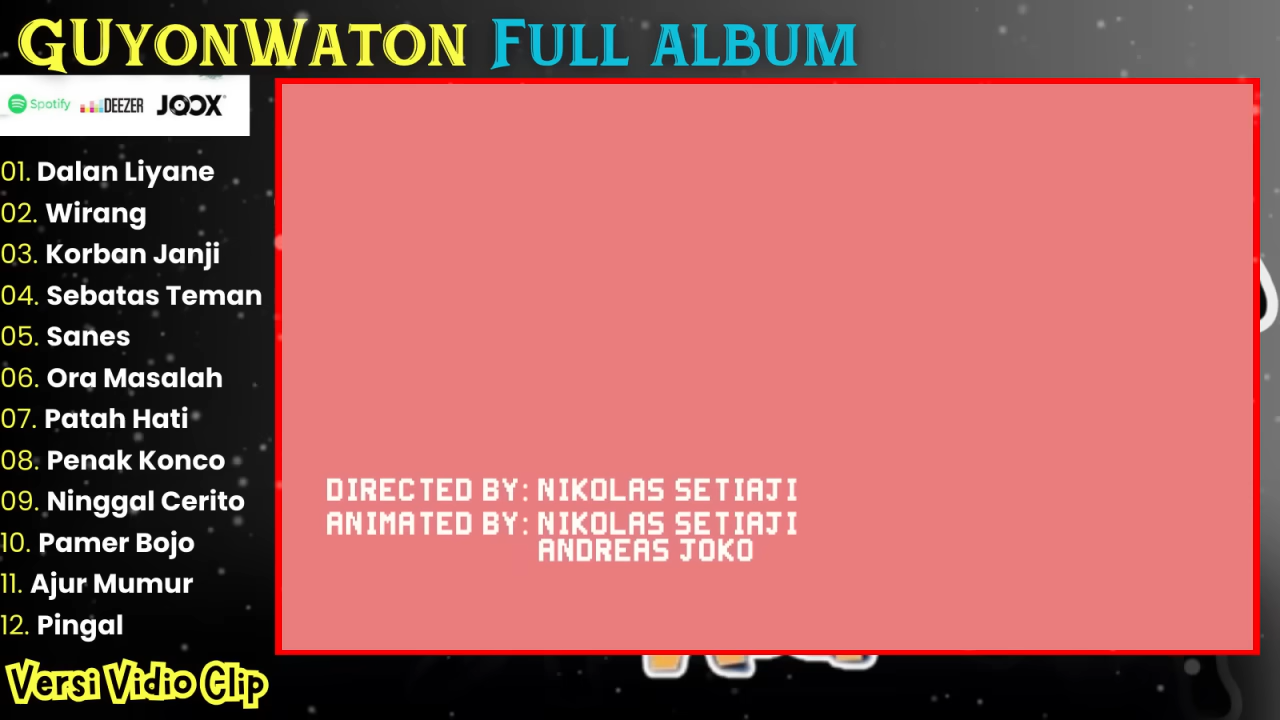 GUYONWATON FULL ALBUM
Spotify DEEZER JOOX
01. Dalan Liyane
02. Wirang
03. Korban Janji
04. Sebatas Teman
05. Sanes
06. Ora Masalah
07. Patah Hati
08. Penak Konco
09. Ninggal Cerito
10. Pamer Bojo
11. Ajur Mumur
12. Pingal
Versi Vidio Clip
DIRECTED BY: NIKOLAS SETIAJI
ANIMATED BY: NIKOLAS SETIAJI
ANDREAS JOKO